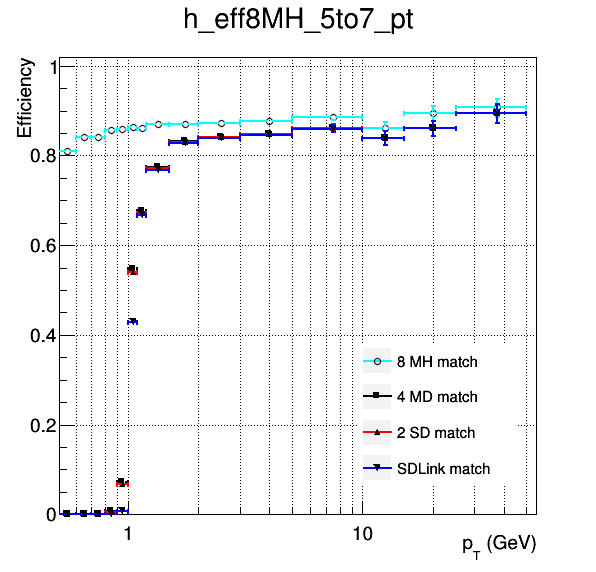 h_eff8MH_5to7_pt
Efficiency
1
0.8
0.6
0.4
0.2
0
8 MH match
4 MD match
2 SD match
SDLink match
1
10
p_T (GeV)